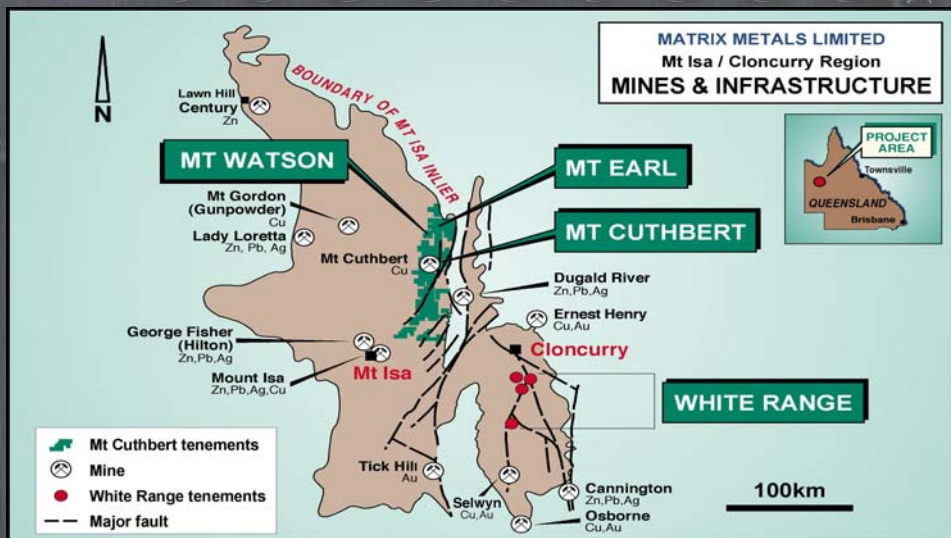 MATRIX METALS LIMITED
Mt Isa / Cloncurry Region
MINES & INFRASTRUCTURE
PROJECT
AREA
Townsville
QUEENSLAND
Brisbane
N
BOUNDARY OF MT ISA INLIER
Lawn Hill
Century
Zn
MT WATSON
MT EARL
MT CUTHBERT
Mt Gordon
(Gunpowder)
Cu
Lady Loretta
Zn, Pb, Ag
Mt Cuthbert
Cu
Dugald River
Zn,Pb,Ag
Ernest Henry
Cu,Au
George Fisher
(Hilton)
Zn,Pb,Ag
Mt Isa
Mount Isa
Zn,Pb,Ag,Cu
Cloncurry
WHITE RANGE
Tick Hill
Au
Selwyn
Cu,Au
Cannington
Zn,Pb,Ag
Osborne
Cu,Au
100km
Mt Cuthbert tenements
Mine
White Range tenements
Major fault